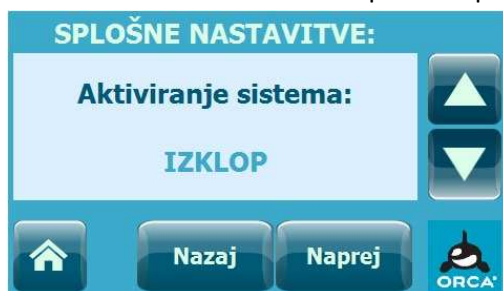 SPLOŠNE NASTAVITVE:
Aktiviranje sistema:
IZKLOP
Nazaj
Naprej
ORCA